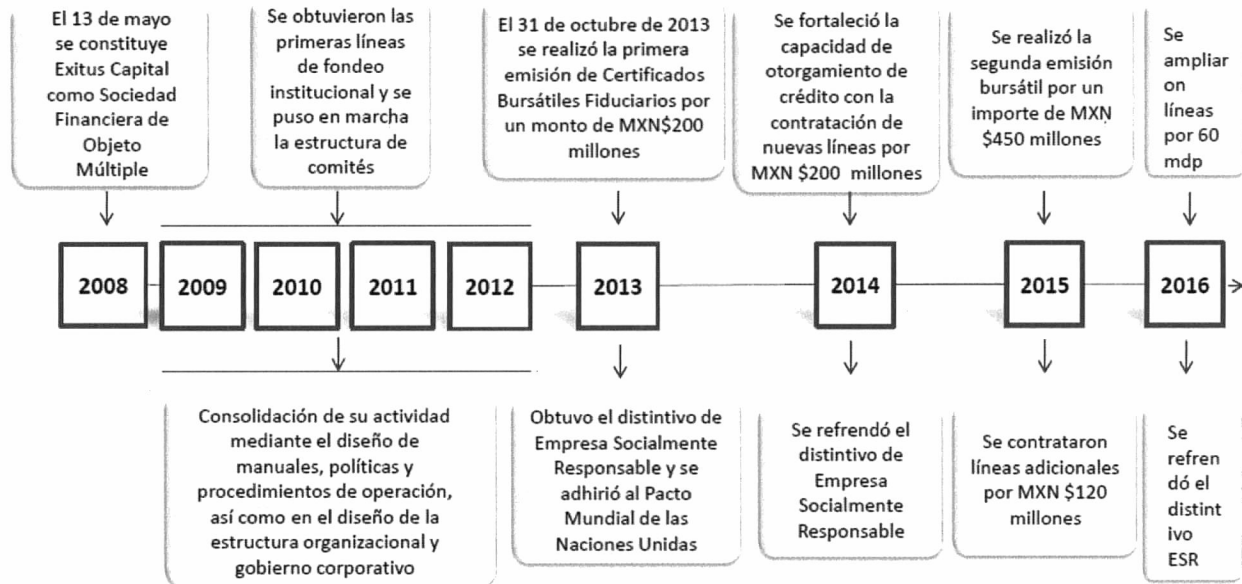 El 13 de mayo
se constituye
Exitus Capital
como Sociedad
Financiera de
Objeto
Múltiple
Se obtuvieron las
primeras líneas
de fondeo
institucional y se
puso en marcha
la estructura de
comités
El 31 de octubre de 2013
se realizó la primera
emisión de Certificados
Bursátiles Fiduciarios por
un monto de MXN$200
millones
Se fortaleció la
capacidad de
otorgamiento de
crédito con la
contratación de
nuevas líneas por
MXN $200 millones
Se realizó la
segunda emisión
bursátil por un
importe de MXN
$450 millones
Se
ampliar
on
líneas
por 60
mdp
2008
2009
2010
2011
2012
2013
2014
2015
2016
Consolidación de su actividad
mediante el diseño de
manuales, políticas y
procedimientos de operación,
así como en el diseño de la
estructura organizacional y
gobierno corporativo
Obtuvo el distintivo de
Empresa Socialmente
Responsable y se
adhirió al Pacto
Mundial de las
Naciones Unidas
Se refrendó el
distintivo de
Empresa
Socialmente
Responsable
Se contrataron
líneas adicionales
por MXN $120
millones
Se
refren
dó el
distint
ivo
ESR